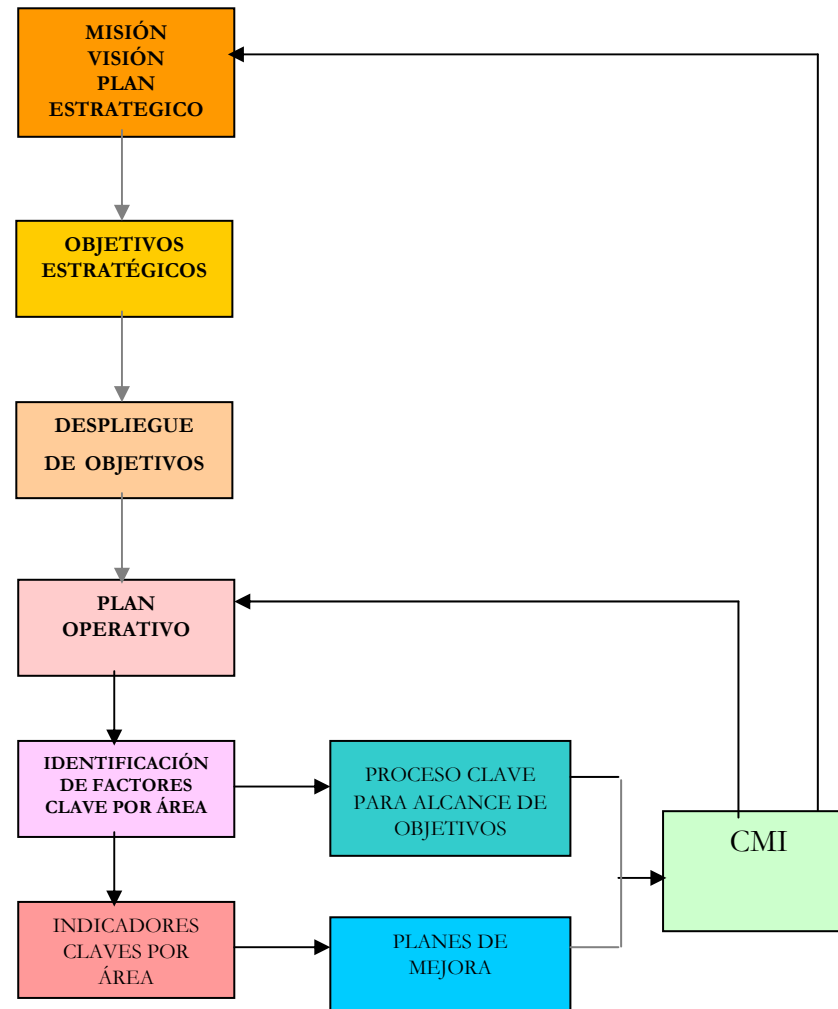 MISIÓN
VISIÓN
PLAN
ESTRATEGICO
OBJETIVOS
ESTRATÉGICOS
DESPLIEGUE
DE OBJETIVOS
PLAN
OPERATIVO
IDENTIFICACIÓN
DE FACTORES
CLAVE POR ÁREA
PROCESO CLAVE
PARA ALCANCE DE
OBJETIVOS
CMI
INDICADORES
CLAVES POR
ÁREA
PLANES DE
MEJORA